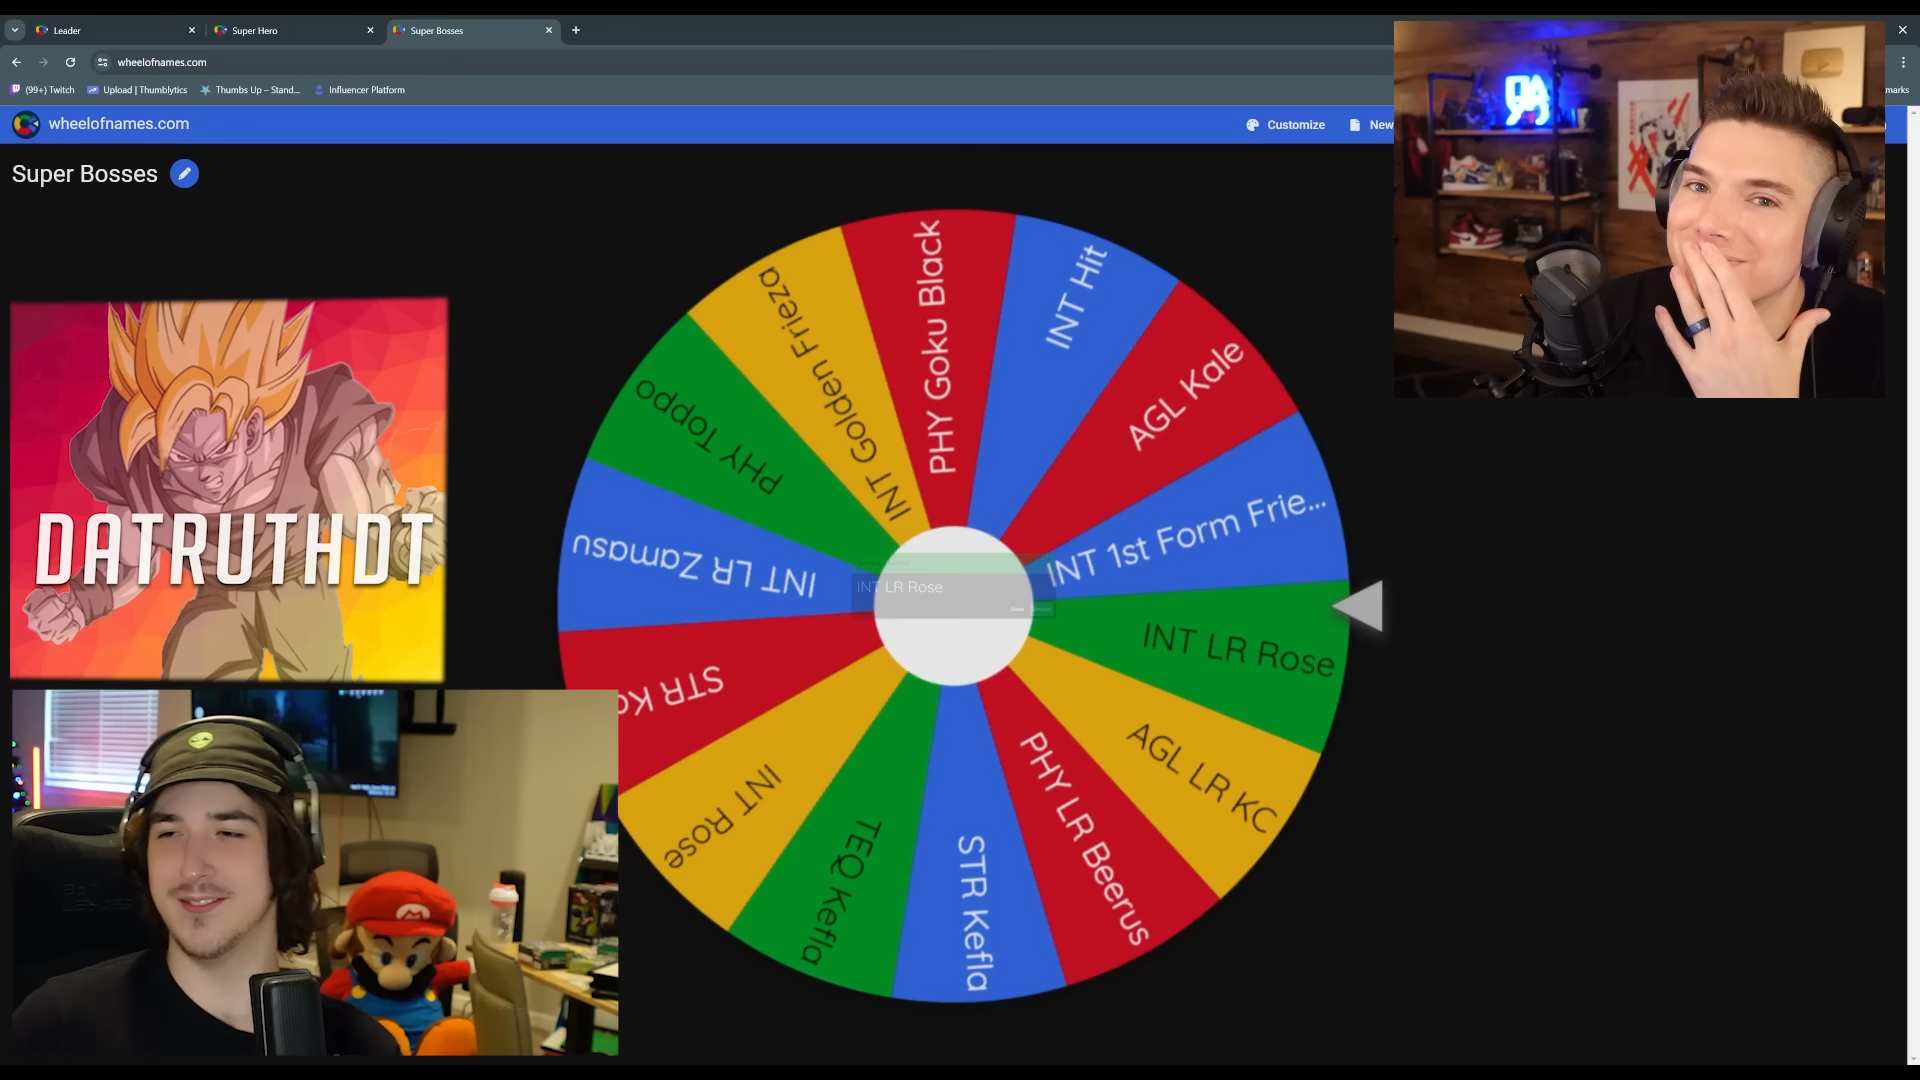 Leader
Super Hero
Super Bosses
wheelofnames.com
(99+) Twitch
Upload | Thumblytics
Thumbs Up – Stand...
Influencer Platform
marks
wheelofnames.com
Customize
New
Super Bosses
INT Golden Frieza
PHY Goku Black
INT Hit
AGL Kale
INT 1st Form Frie...
INT LR Rose
AGL LR KC
PHY LR Beerus
STR Kefla
TEQ Kefla
INT Rose
STR
INT LR Zamasu
PHY Toppo
INT LR Rose
DATRUTHDT